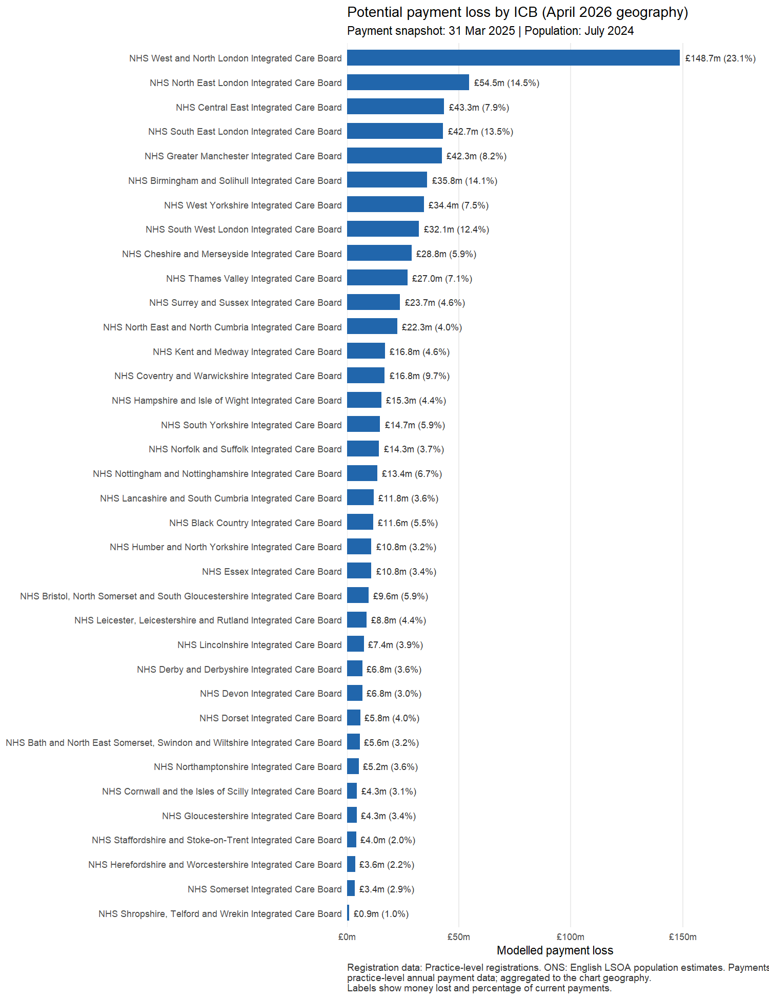 Potential payment loss by ICB (April 2026 geography)
Payment snapshot: 31 Mar 2025 | Population: July 2024
NHS West and North London Integrated Care Board £148.7m (23.1%)
NHS North East London Integrated Care Board £54.5m (14.5%)
NHS Central East Integrated Care Board £43.3m (7.9%)
NHS South East London Integrated Care Board £42.7m (13.5%)
NHS Greater Manchester Integrated Care Board £42.3m (8.2%)
NHS Birmingham and Solihull Integrated Care Board £35.8m (14.1%)
NHS West Yorkshire Integrated Care Board £34.4m (7.5%)
NHS South West London Integrated Care Board £32.1m (12.4%)
NHS Cheshire and Merseyside Integrated Care Board £28.8m (5.9%)
NHS Thames Valley Integrated Care Board £27.0m (7.1%)
NHS Surrey and Sussex Integrated Care Board £23.7m (4.6%)
NHS North East and North Cumbria Integrated Care Board £22.3m (4.0%)
NHS Kent and Medway Integrated Care Board £16.8m (4.6%)
NHS Coventry and Warwickshire Integrated Care Board £16.8m (9.7%)
NHS Hampshire and Isle of Wight Integrated Care Board £15.3m (4.4%)
NHS South Yorkshire Integrated Care Board £14.7m (5.9%)
NHS Norfolk and Suffolk Integrated Care Board £14.3m (3.7%)
NHS Nottingham and Nottinghamshire Integrated Care Board £13.4m (6.7%)
NHS Lancashire and South Cumbria Integrated Care Board £11.8m (3.6%)
NHS Black Country Integrated Care Board £11.6m (5.5%)
NHS Humber and North Yorkshire Integrated Care Board £10.8m (3.2%)
NHS Essex Integrated Care Board £10.8m (3.4%)
NHS Bristol, North Somerset and South Gloucestershire Integrated Care Board £9.6m (5.9%)
NHS Leicester, Leicestershire and Rutland Integrated Care Board £8.8m (4.4%)
NHS Lincolnshire Integrated Care Board £7.4m (3.9%)
NHS Derby and Derbyshire Integrated Care Board £6.8m (3.6%)
NHS Devon Integrated Care Board £6.8m (3.0%)
NHS Dorset Integrated Care Board £5.8m (4.0%)
NHS Bath and North East Somerset, Swindon and Wiltshire Integrated Care Board £5.6m (3.2%)
NHS Northamptonshire Integrated Care Board £5.2m (3.6%)
NHS Cornwall and the Isles of Scilly Integrated Care Board £4.3m (3.1%)
NHS Gloucestershire Integrated Care Board £4.3m (3.4%)
NHS Staffordshire and Stoke-on-Trent Integrated Care Board £4.0m (2.0%)
NHS Herefordshire and Worcestershire Integrated Care Board £3.6m (2.2%)
NHS Somerset Integrated Care Board £3.4m (2.9%)
NHS Shropshire, Telford and Wrekin Integrated Care Board £0.9m (1.0%)
£0m £50m £100m £150m
Modelled payment loss
Registration data: Practice-level registrations. ONS: English LSOA population estimates. Payments
practice-level annual payment data; aggregated to the chart geography.
Labels show money lost and percentage of current payments.